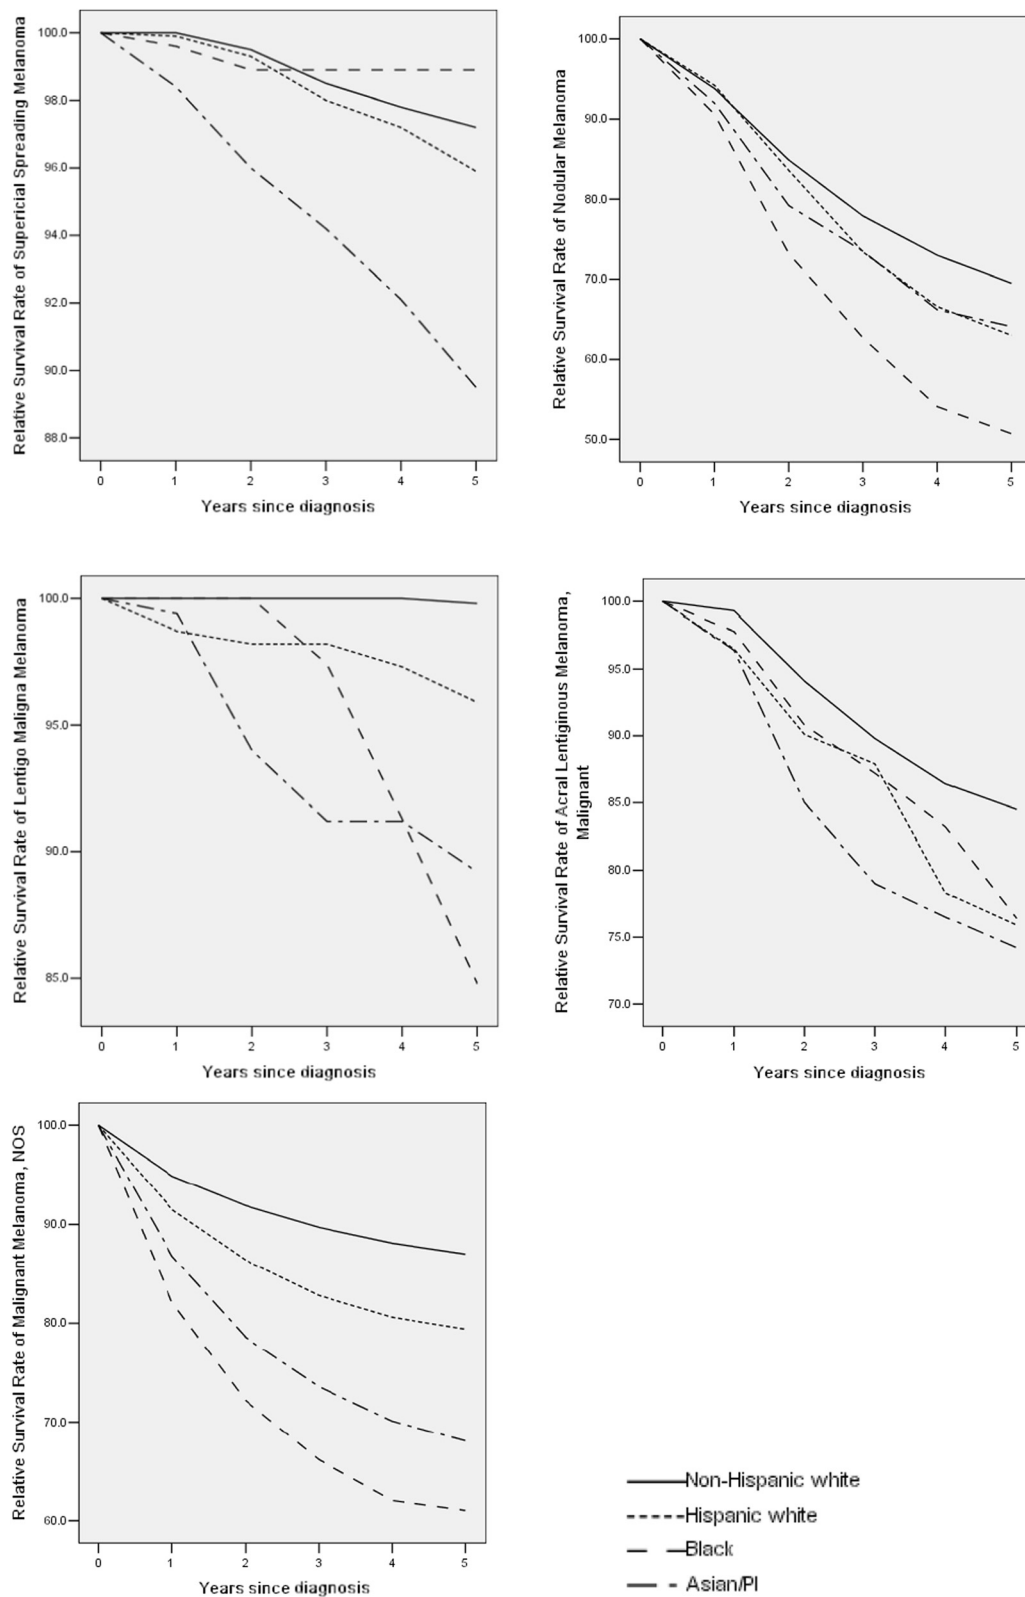 Relative Survival Rate of Supericial Spreading Melanoma
100.0
98.0
96.0
94.0
92.0
90.0
88.0
0 1 2 3 4 5
Years since diagnosis
Relative Survival Rate of Nodular Melanoma
100.0
90.0
80.0
70.0
60.0
50.0
0 1 2 3 4 5
Years since diagnosis
Relative Survival Rate of Lentigo Maligna Melanoma
100.0
95.0
90.0
85.0
0 1 2 3 4 5
Years since diagnosis
Relative Survival Rate of Acral Lentiginous Melanoma,
Malignant
100.0
95.0
90.0
85.0
80.0
75.0
70.0
0 1 2 3 4 5
Years since diagnosis
Relative Survival Rate of Malignant Melanoma, NOS
100.0
90.0
80.0
70.0
60.0
0 1 2 3 4 5
Years since diagnosis
Non-Hispanic white
Hispanic white
Black
Asian/PI